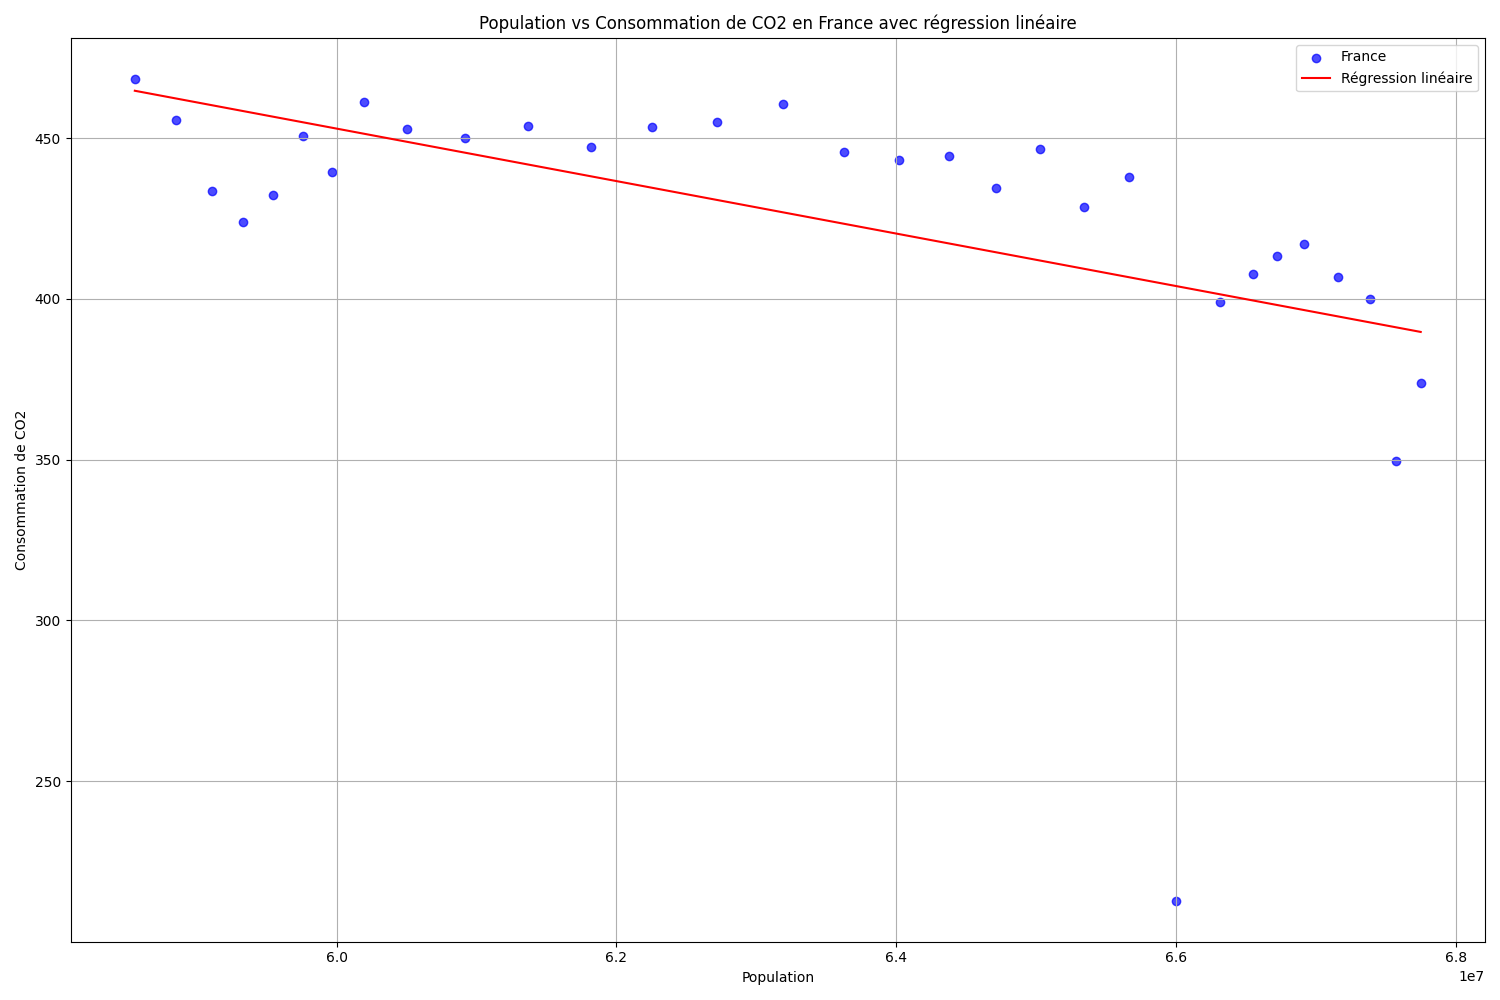 Population vs Consommation de CO2 en France avec régression linéaire
France
Régression linéaire
Consommation de CO2
450
400
350
300
250
6.0
6.2
6.4
6.6
6.8
1e7
Population